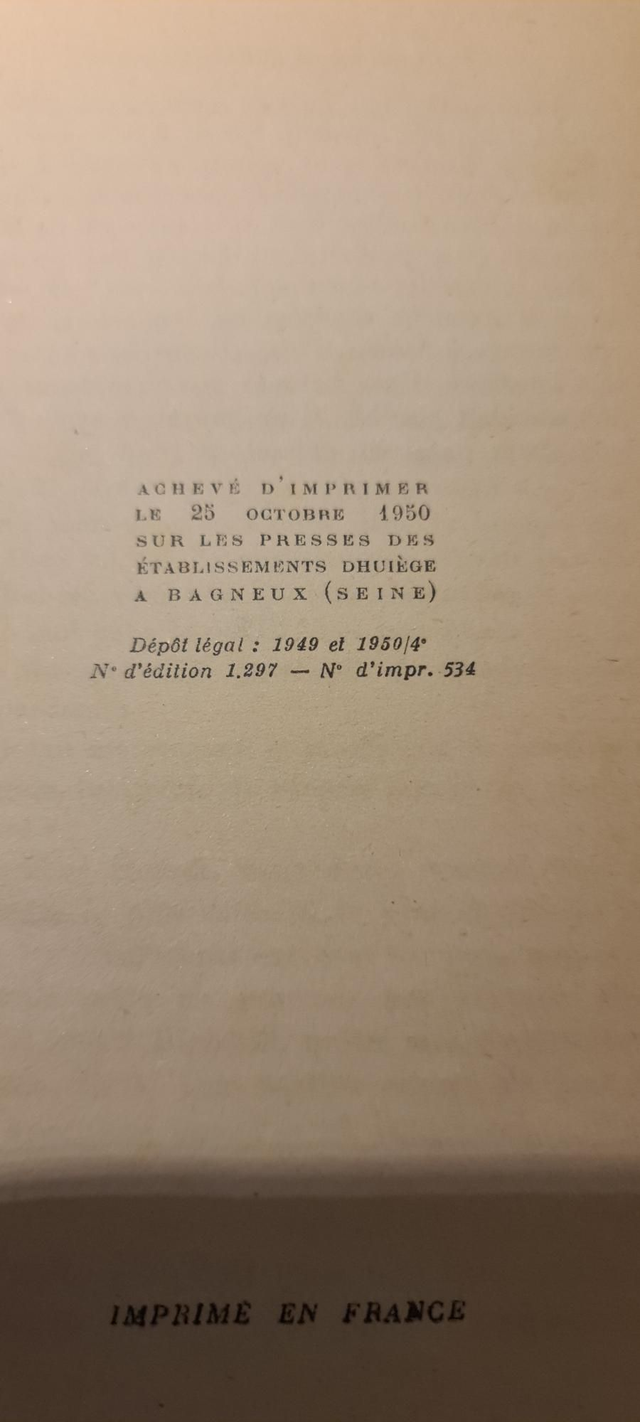 ACHEVÉ D'IMPRIMER
LE 25 OCTOBRE 1950
SUR LES PRESSES DES
ÉTABLISSEMENTS DHUIÈGE
A BAGNEUX (SEINE)
Dépôt légal : 1949 et 1950/4°
N° d'édition 1.297 — N° d'impr. 534
IMPRIMÉ EN FRANCE